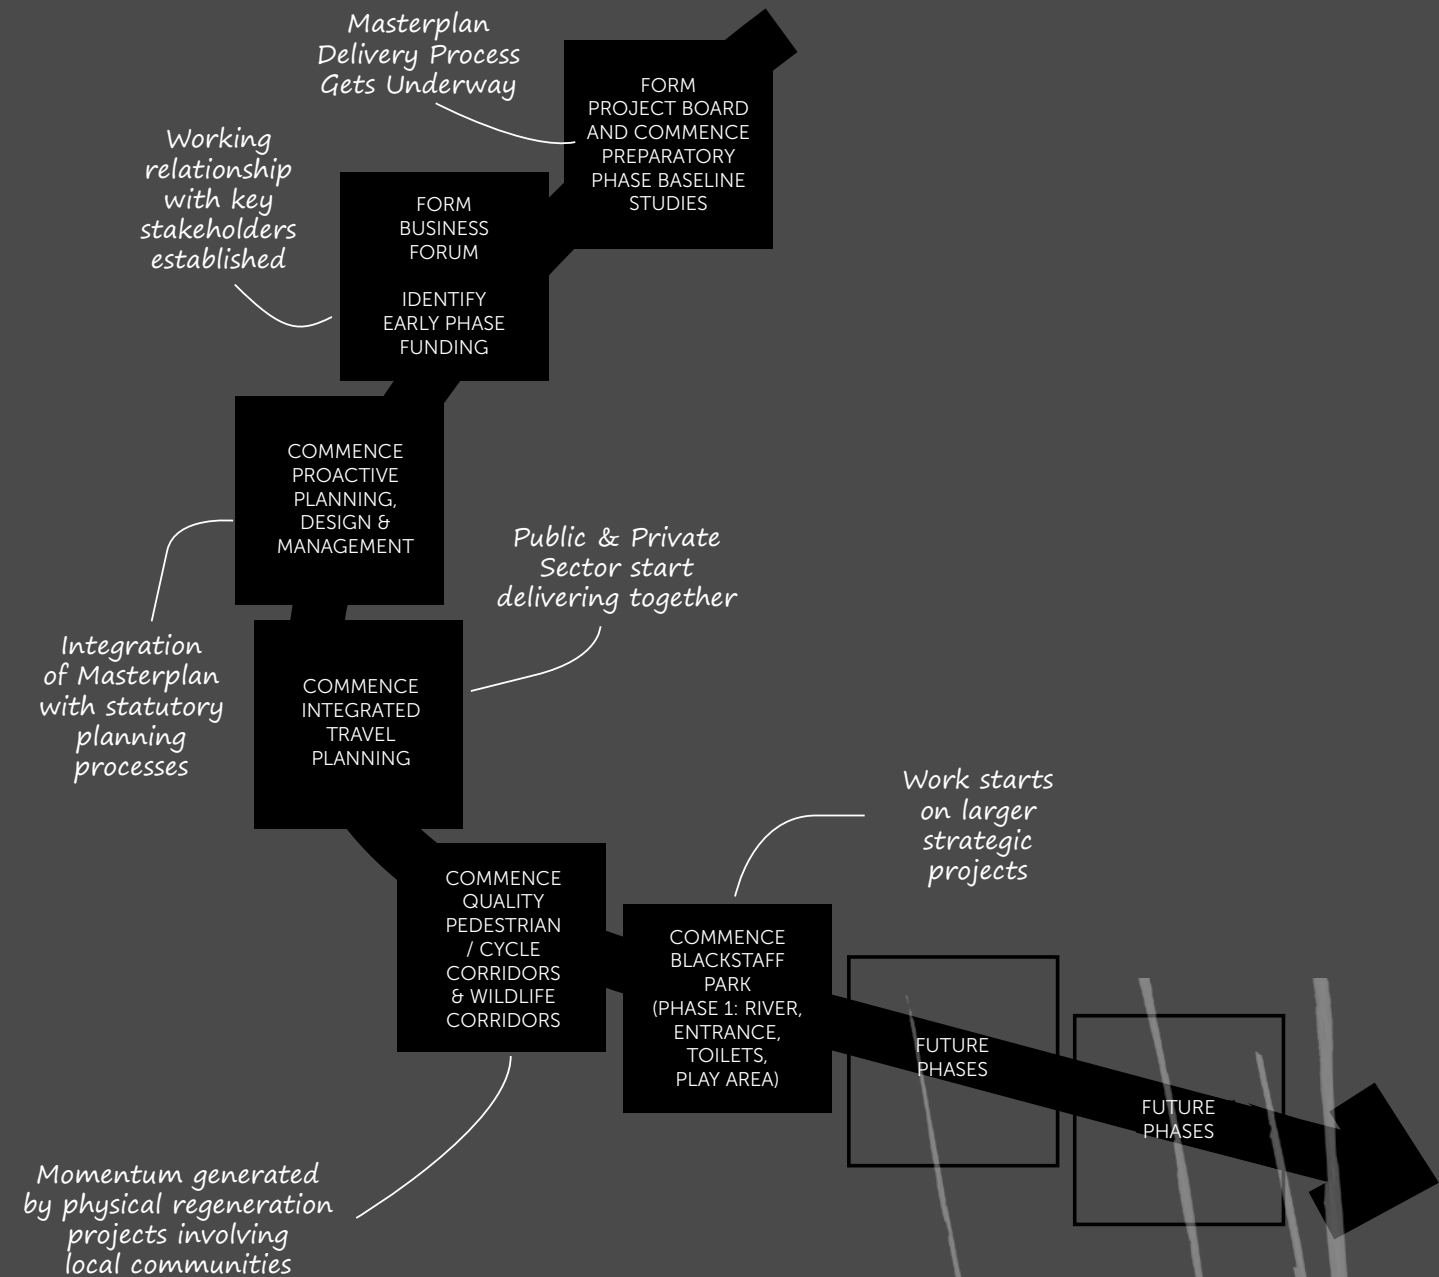 Masterplan
Delivery Process
Gets Underway
FORM
PROJECT BOARD
AND COMMENCE
PREPARATORY
PHASE BASELINE
STUDIES
Working
relationship
with key
stakeholders
established
FORM
BUSINESS
FORUM
IDENTIFY
EARLY PHASE
FUNDING
COMMENCE
PROACTIVE
PLANNING,
DESIGN &
MANAGEMENT
Integration
of Masterplan
with statutory
planning
processes
Public & Private
Sector start
delivering together
COMMENCE
INTEGRATED
TRAVEL
PLANNING
COMMENCE
QUALITY
PEDESTRIAN
/ CYCLE
CORRIDORS
& WILDLIFE
CORRIDORS
Momentum generated
by physical regeneration
projects involving
local communities
Work starts
on larger
strategic
projects
COMMENCE
BLACKSTAFF
PARK
(PHASE 1: RIVER,
ENTRANCE,
TOILETS,
PLAY AREA)
FUTURE
PHASES
FUTURE
PHASES